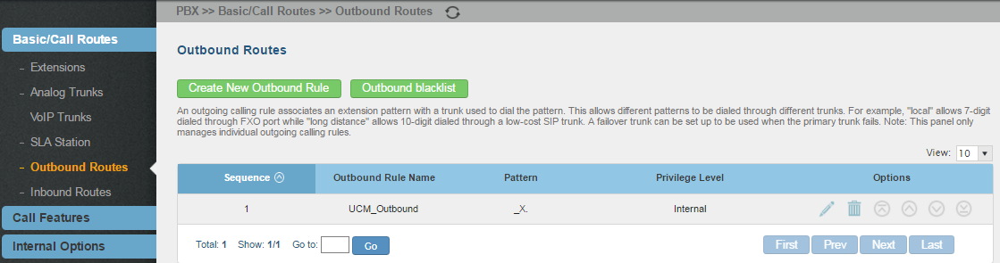 PBX >> Basic/Call Routes >> Outbound Routes
Basic/Call Routes
- Extensions
- Analog Trunks
VoIP Trunks
- SLA Station
- Outbound Routes
- Inbound Routes
Call Features
Internal Options
Outbound Routes
Create New Outbound Rule Outbound blacklist
An outgoing calling rule associates an extension pattern with a trunk used to dial the pattern. This allows different patterns to be dialed through different trunks. For example, "local" allows 7-digit
dialed through FXO port while "long distance" allows 10-digit dialed through a low-cost SIP trunk. A failover trunk can be set up to be used when the primary trunk fails. Note: This panel only
manages individual outgoing calling rules.
View: 10
Sequence Outbound Rule Name Pattern Privilege Level Options
1 UCM_Outbound _X. Internal
Total: 1 Show: 1/1 Go to: Go First Prev Next Last